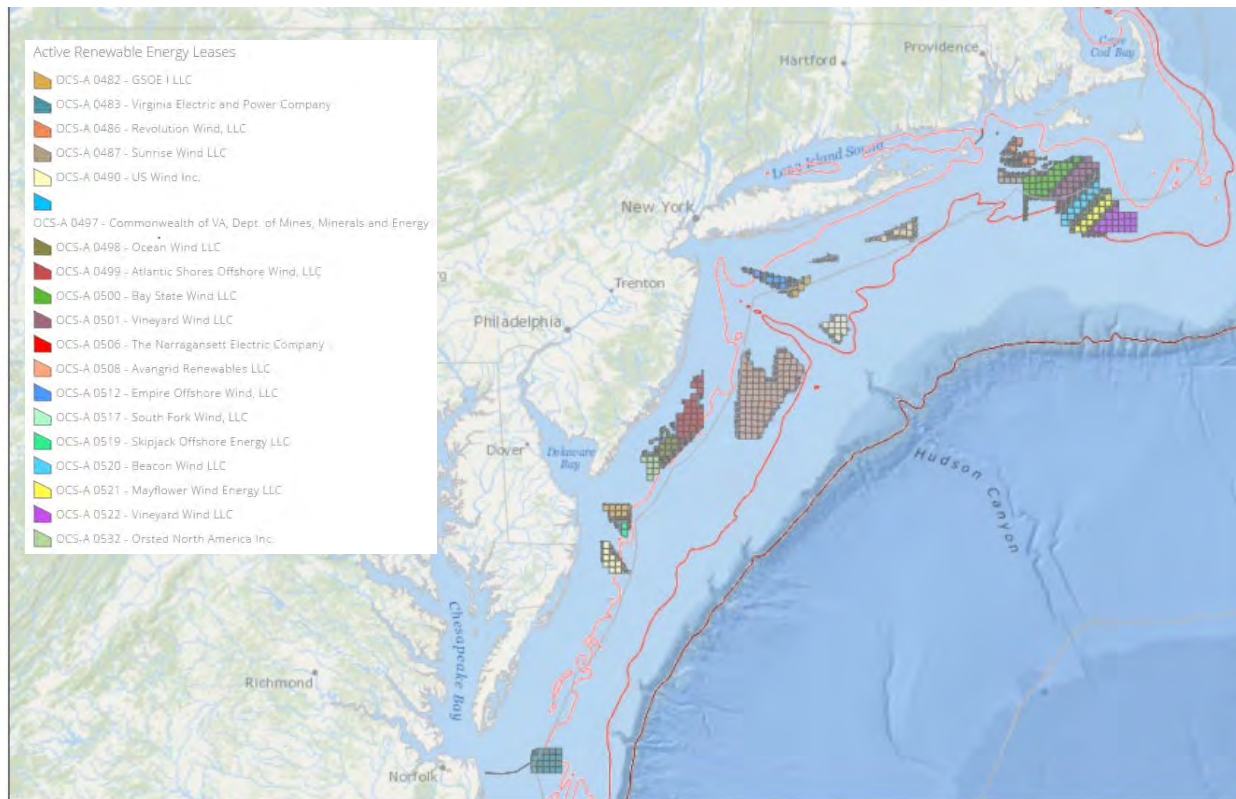 Active Renewable Energy Leases
OCS-A 0482 - GSOE I LLC
OCS-A 0483 - Virginia Electric and Power Company
OCS-A 0486 - Revolution Wind, LLC
OCS-A 0487 - Sunrise Wind LLC
OCS-A 0490 - US Wind Inc.
OCS-A 0497 - Commonwealth of VA, Dept. of Mines, Minerals and Energy
OCS-A 0498 - Ocean Wind LLC
OCS-A 0499 - Atlantic Shores Offshore Wind, LLC
OCS-A 0500 - Bay State Wind LLC
OCS-A 0501 - Vineyard Wind LLC
OCS-A 0506 - The Narragansett Electric Company
OCS-A 0508 - Avangrid Renewables LLC
OCS-A 0512 - Empire Offshore Wind, LLC
OCS-A 0517 - South Fork Wind, LLC
OCS-A 0519 - Skipjack Offshore Energy LLC
OCS-A 0520 - Beacon Wind LLC
OCS-A 0521 - Mayflower Wind Energy LLC
OCS-A 0522 - Vineyard Wind LLC
OCS-A 0532 - Orsted North America Inc.
Cape
Cod Bay
Providence
Hartford
Long Island Sound
New York
Trenton
Philadelphia
Dover
Delaware
Bay
Hudson Canyon
Chesapeake Bay
Richmond
Norfolk